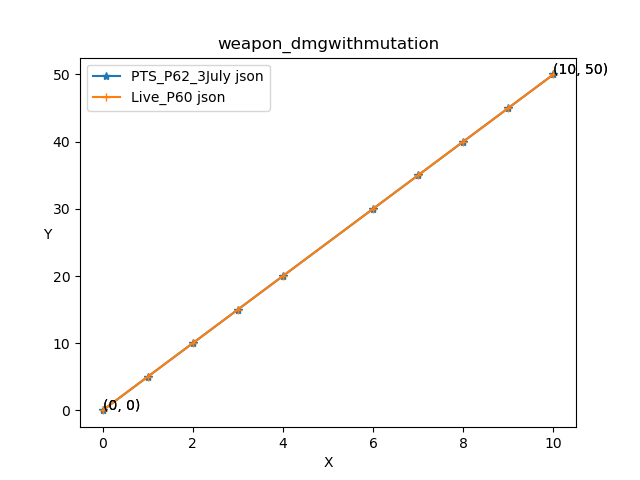 weapon_dmgwithmutation
PTS_P62_3July json
Live_P60 json
(10, 50)
50
40
30
Y
20
10
0
(0, 0)
0 2 4 6 8 10
X